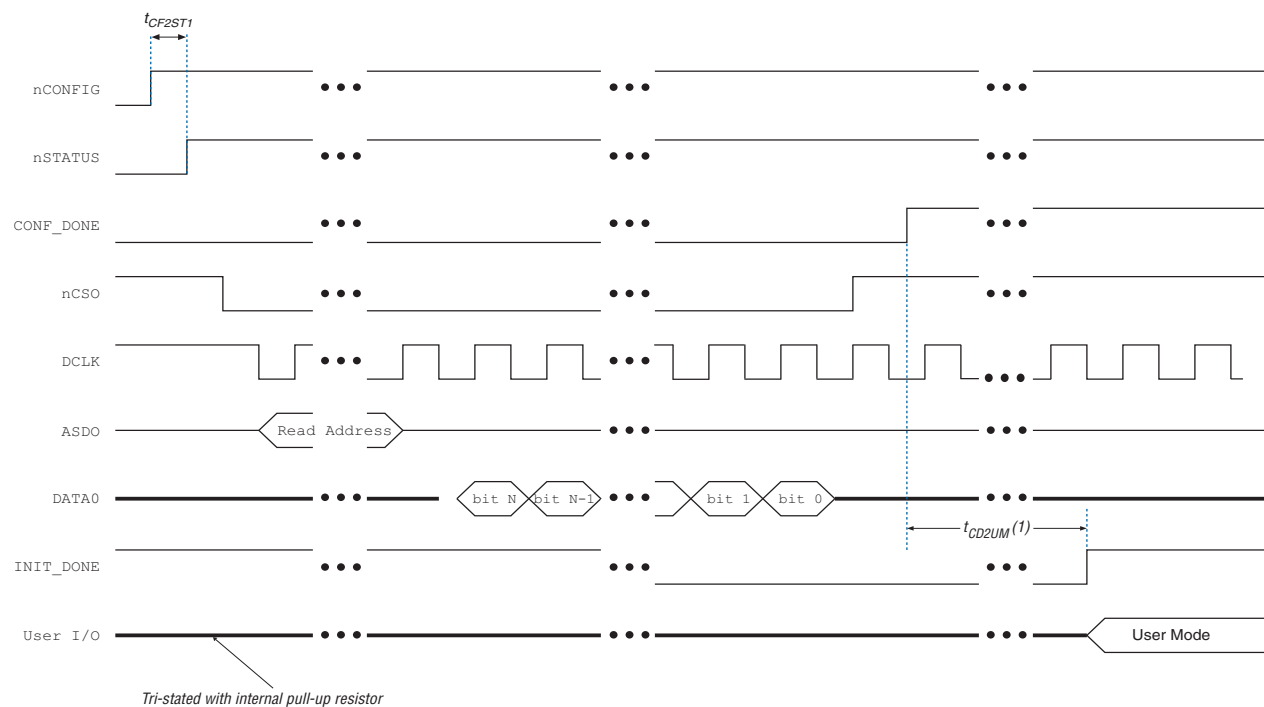 tCF2ST1
nCONFIG
nSTATUS
CONF_DONE
nCSO
DCLK
ASDO
Read Address
DATA0
bit N
bit N-1
bit 1
bit 0
tCD2UM (1)
INIT_DONE
User I/O
User Mode
Tri-stated with internal pull-up resistor